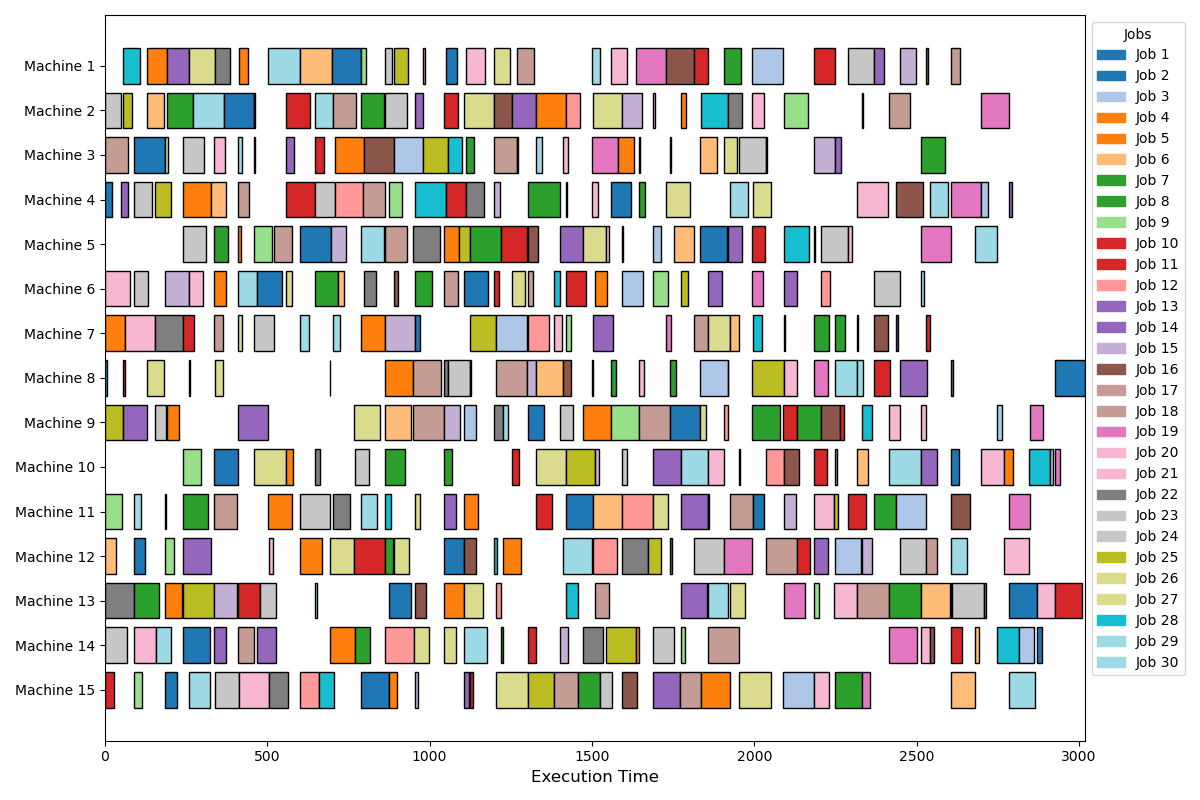 Machine 1
Machine 2
Machine 3
Machine 4
Machine 5
Machine 6
Machine 7
Machine 8
Machine 9
Machine 10
Machine 11
Machine 12
Machine 13
Machine 14
Machine 15
0 500 1000 1500 2000 2500 3000
Execution Time
Jobs
Job 1
Job 2
Job 3
Job 4
Job 5
Job 6
Job 7
Job 8
Job 9
Job 10
Job 11
Job 12
Job 13
Job 14
Job 15
Job 16
Job 17
Job 18
Job 19
Job 20
Job 21
Job 22
Job 23
Job 24
Job 25
Job 26
Job 27
Job 28
Job 29
Job 30